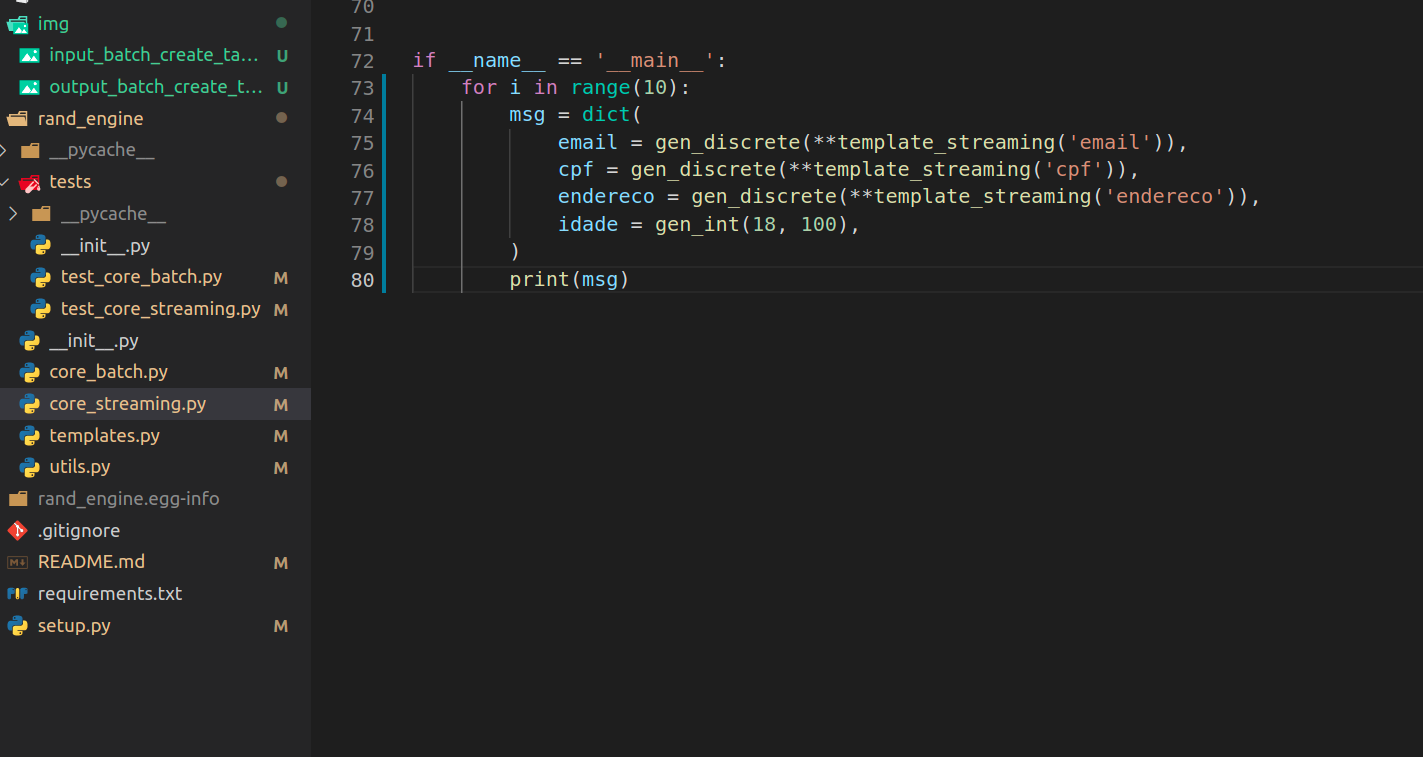 img
input_batch_create_ta... U
output_batch_create_t... U
rand_engine
__pycache__
tests
__pycache__
__init__.py
test_core_batch.py M
test_core_streaming.py M
__init__.py
core_batch.py M
core_streaming.py M
templates.py M
utils.py M
rand_engine.egg-info
.gitignore
README.md M
requirements.txt
setup.py M
70
71
72 if __name__ == '__main__':
73 for i in range(10):
74 msg = dict(
75 email = gen_discrete(**template_streaming('email')),
76 cpf = gen_discrete(**template_streaming('cpf')),
77 endereco = gen_discrete(**template_streaming('endereco')),
78 idade = gen_int(18, 100),
79 )
80 print(msg)